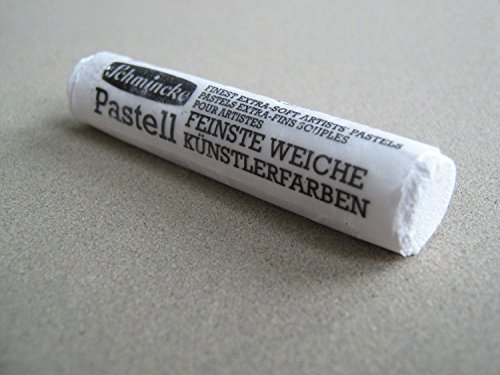 Schmincke
Pastell
FINEST EXTRA-SOFT ARTISTS' PASTELS
PASTELS EXTRA-FINS SOUPLES
POUR ARTISTES
FEINSTE WEICHE
KÜNSTLERFARBEN